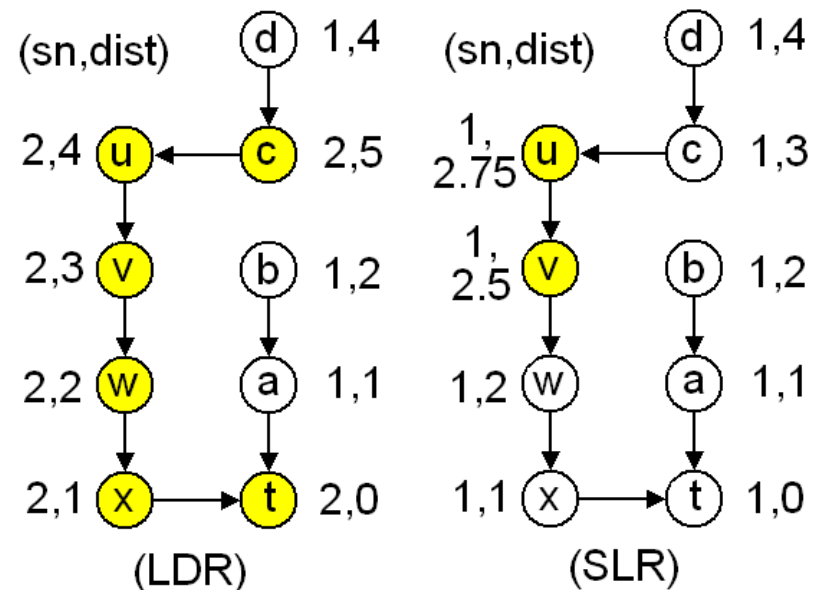 (sn,dist) d 1,4
2,4 u c 2,5
2,3 v b 1,2
2,2 w a 1,1
2,1 x t 2,0
(LDR)
(sn,dist) d 1,4
1,
2.75 u c 1,3
1,
2.5 v b 1,2
1,2 w a 1,1
1,1 x t 1,0
(SLR)